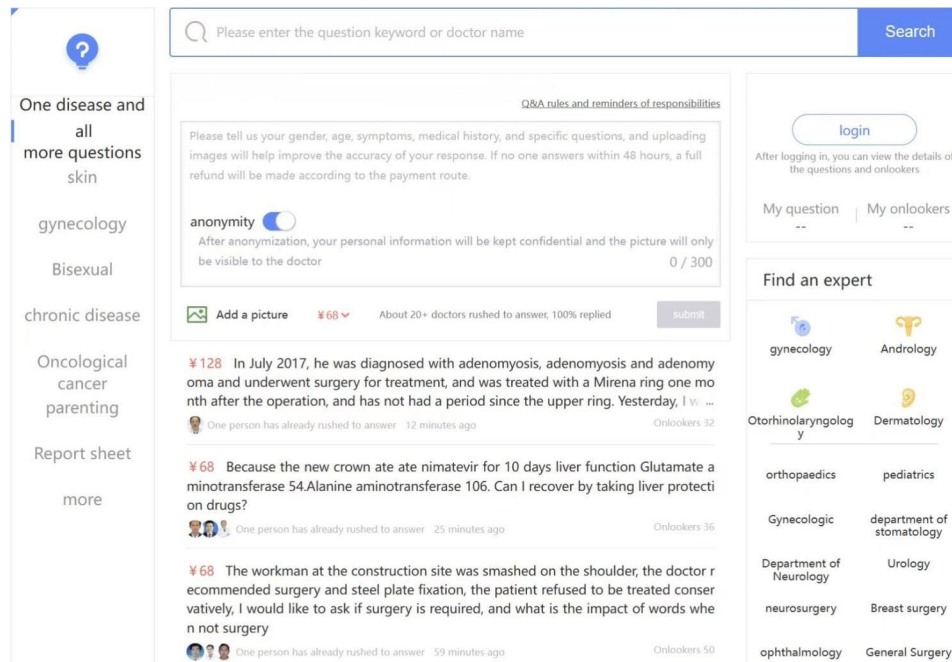 Please enter the question keyword or doctor name
Search
One disease and
all
more questions
skin
gynecology
Bisexual
chronic disease
Oncological
cancer
parenting
Report sheet
more
Q&A rules and reminders of responsibilities
Please tell us your gender, age, symptoms, medical history, and specific questions, and uploading
images will help improve the accuracy of your response. If no one answers within 48 hours, a full
refund will be made according to the payment route.
anonymity
After anonymization, your personal information will be kept confidential and the picture will only
be visible to the doctor
0 / 300
Add a picture
¥68
About 20+ doctors rushed to answer, 100% replied
submit
¥128 In July 2017, he was diagnosed with adenomyosis, adenomyosis and adenomy
oma and underwent surgery for treatment, and was treated with a Mirena ring one mo
nth after the operation, and has not had a period since the upper ring. Yesterday, I w ...
One person has already rushed to answer 12 minutes ago
Onlookers 32
¥68 Because the new crown ate ate nimatevir for 10 days liver function Glutamate a
minotransferase 54.Alanine aminotransferase 106. Can I recover by taking liver protecti
on drugs?
One person has already rushed to answer 25 minutes ago
Onlookers 36
¥68 The workman at the construction site was smashed on the shoulder, the doctor r
ecommended surgery and steel plate fixation, the patient refused to be treated conser
vatively, I would like to ask if surgery is required, and what is the impact of words whe
n not surgery
One person has already rushed to answer 59 minutes ago
Onlookers 50
login
After logging in, you can view the details of
the questions and onlookers
My question
My onlookers
--
--
Find an expert
gynecology
Andrology
Otorhinolaryngolog
y
Dermatology
orthopaedics
pediatrics
Gynecologic
department of
stomatology
Department of
Neurology
Urology
neurosurgery
Breast surgery
ophthalmology
General Surgery